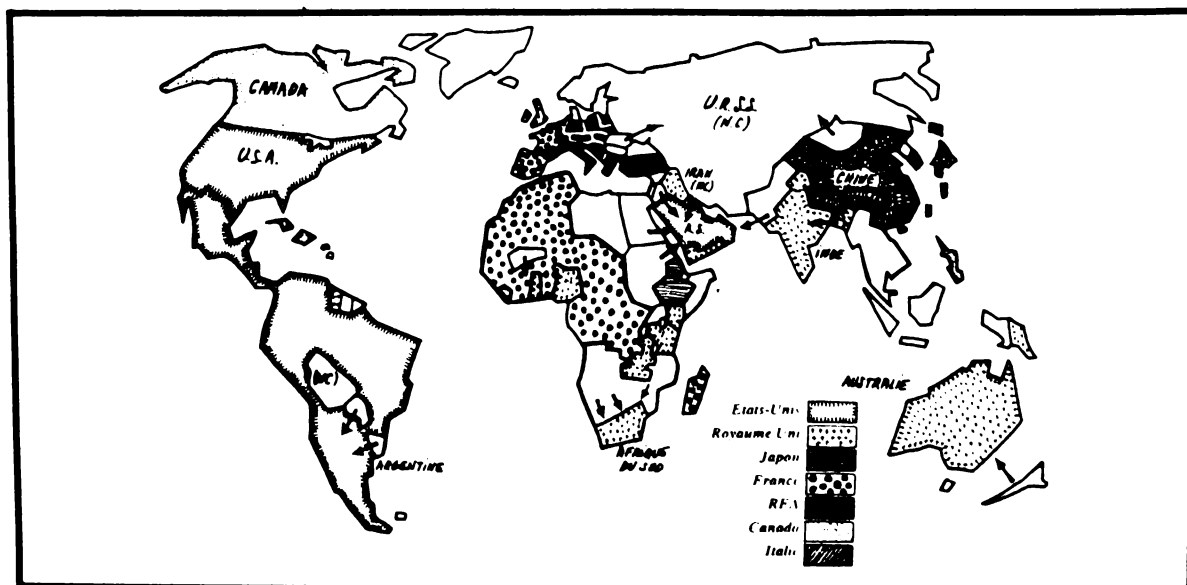 CANADA
U.S.A.
U.R.S.S.
(N.C)
IRAN
(NC)
CHINE
A.S.
INDE
(NC)
ARGENTINE
AFRIQUE
DU SUD
AUSTRALIE
Etats-Unis
Royaume Uni
Japon
France
RFA
Canada
Italie